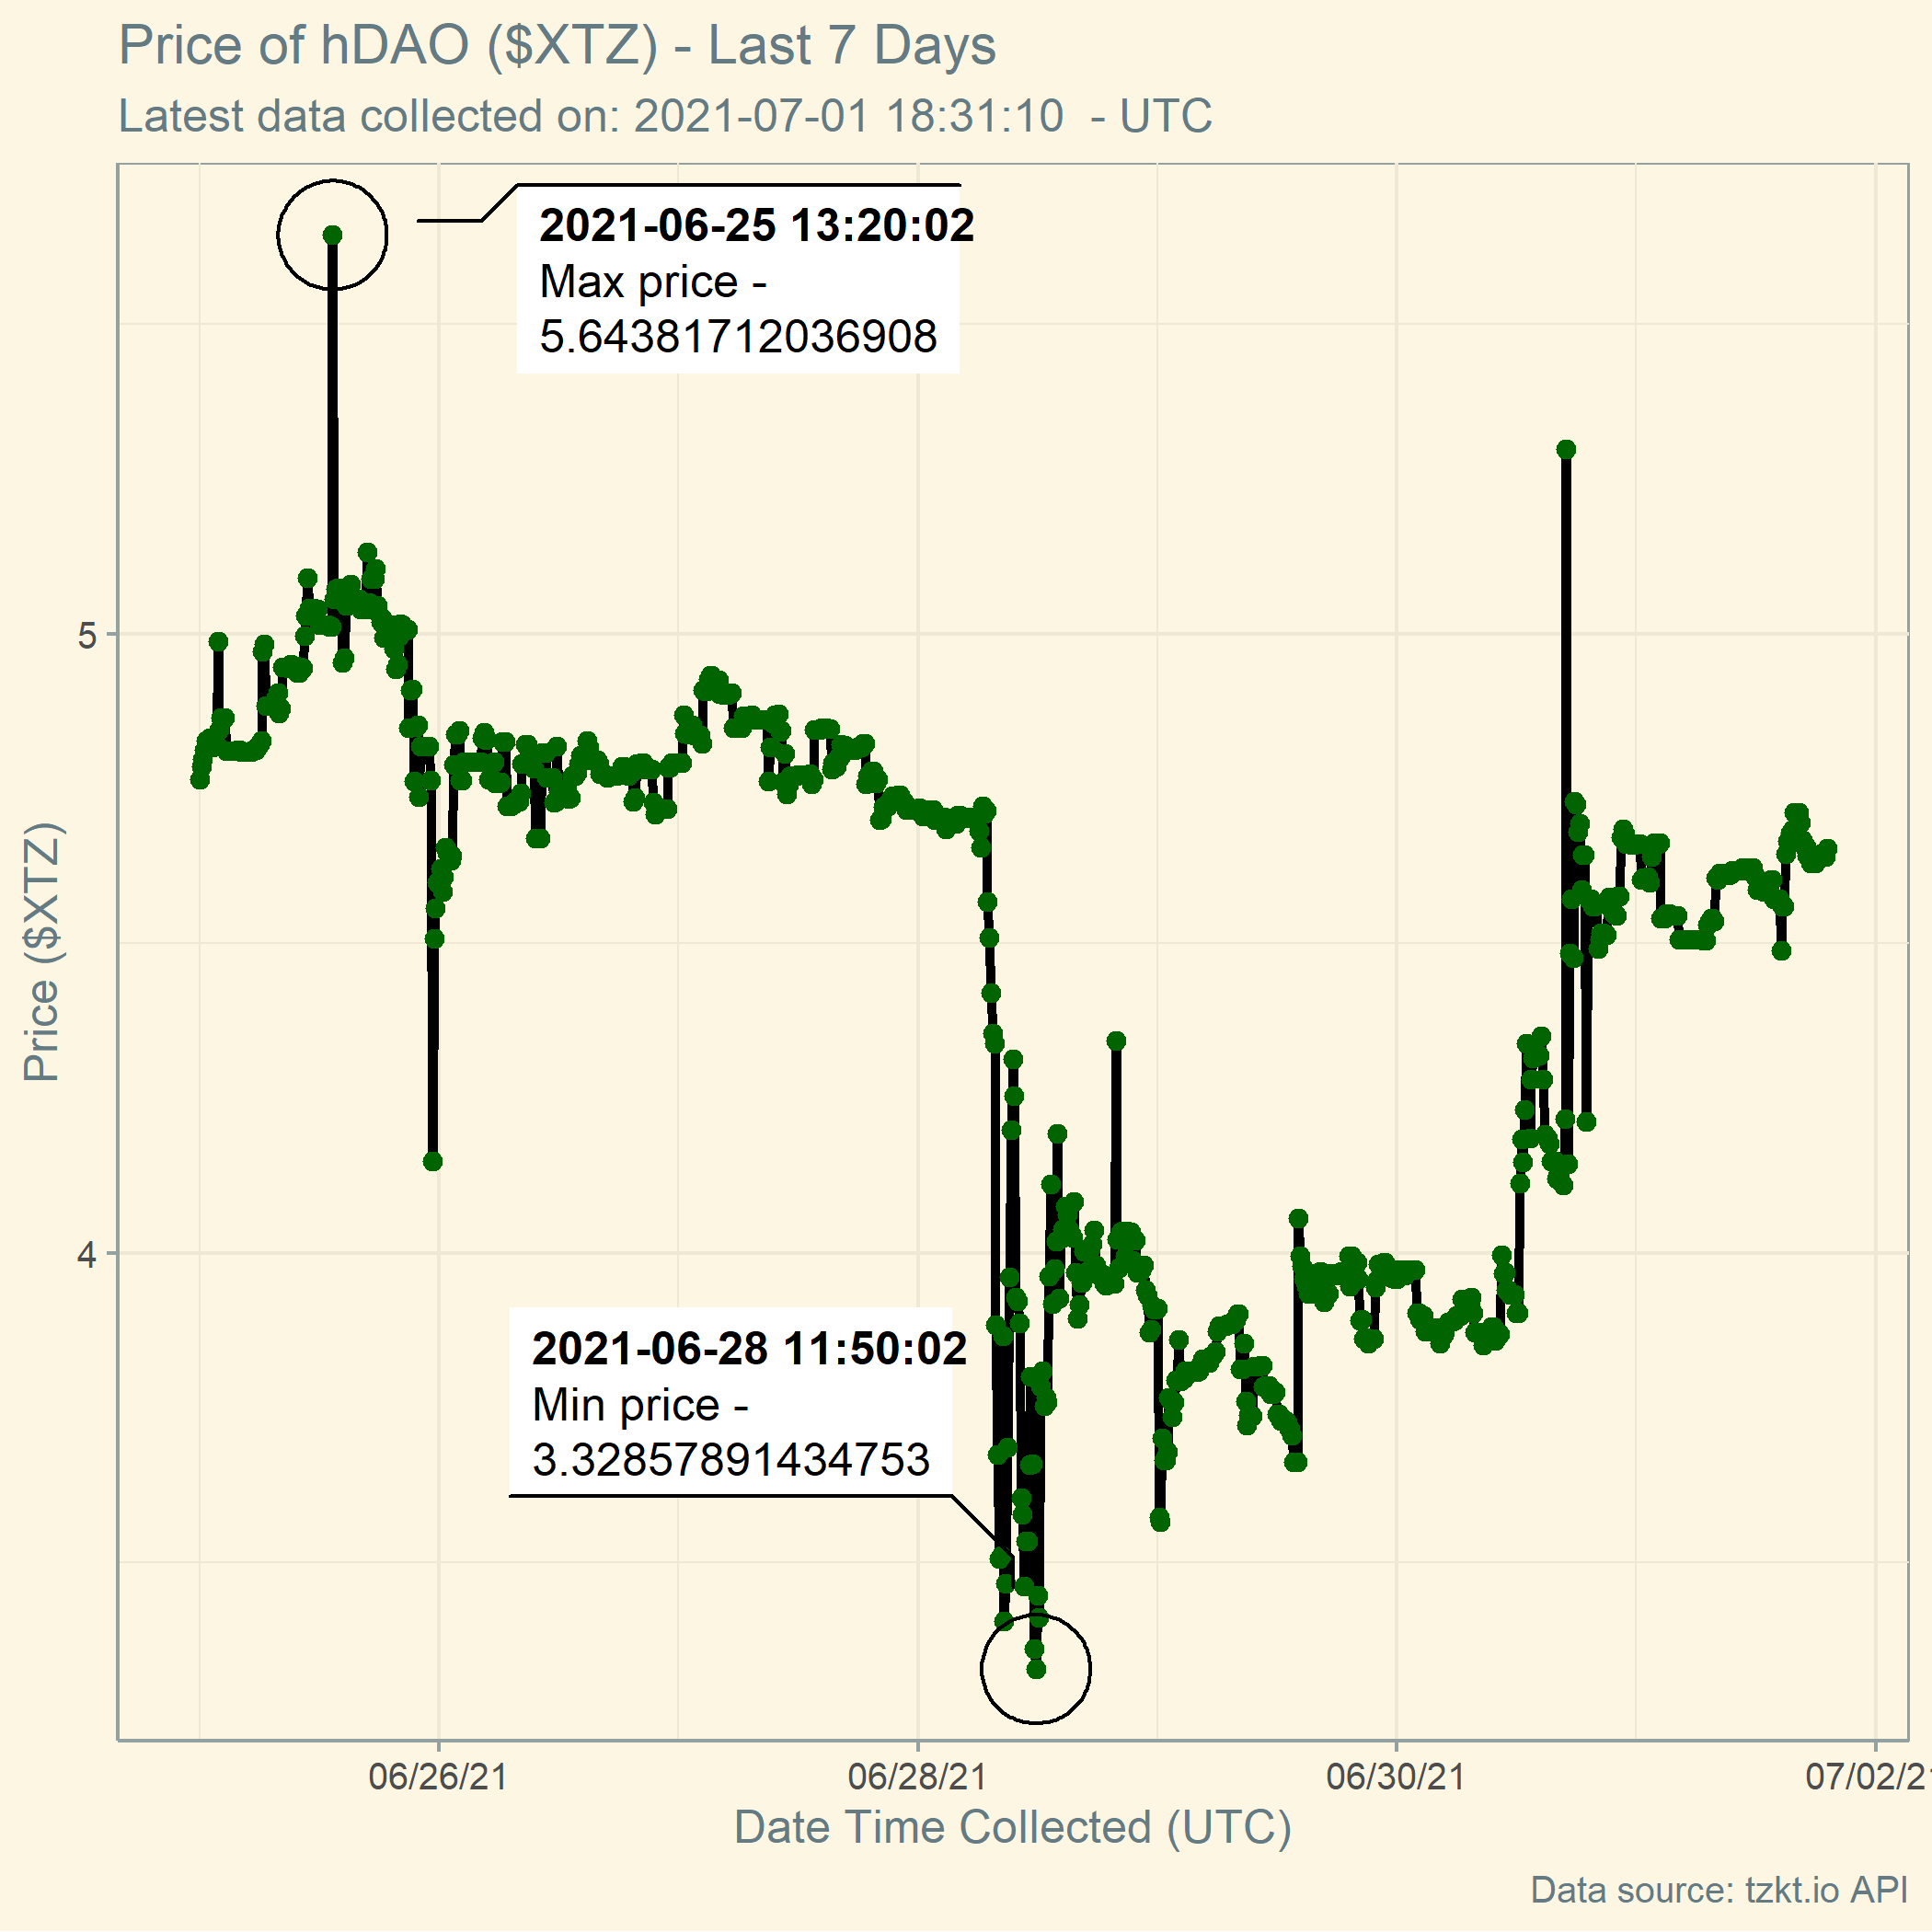 Price of hDAO ($XTZ) - Last 7 Days
Latest data collected on: 2021-07-01 18:31:10  - UTC
2021-06-25 13:20:02
Max price -
5.64381712036908
5
Price ($XTZ)
4
2021-06-28 11:50:02
Min price -
3.32857891434753
06/26/21
06/28/21
06/30/21
07/02/21
Date Time Collected (UTC)
Data source: tzkt.io API